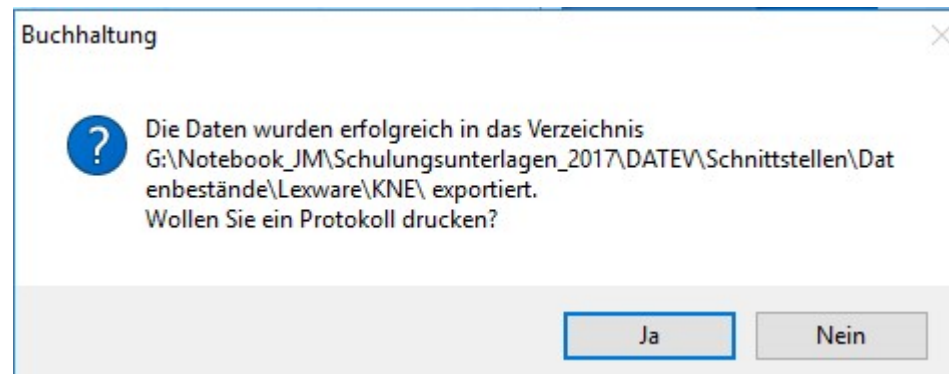 Buchhaltung
Die Daten wurden erfolgreich in das Verzeichnis
G:\Notebook_JM\Schulungsunterlagen_2017\DATEV\Schnittstellen\Dat
enbestände\Lexware\KNE\ exportiert.
Wollen Sie ein Protokoll drucken?
Ja
Nein